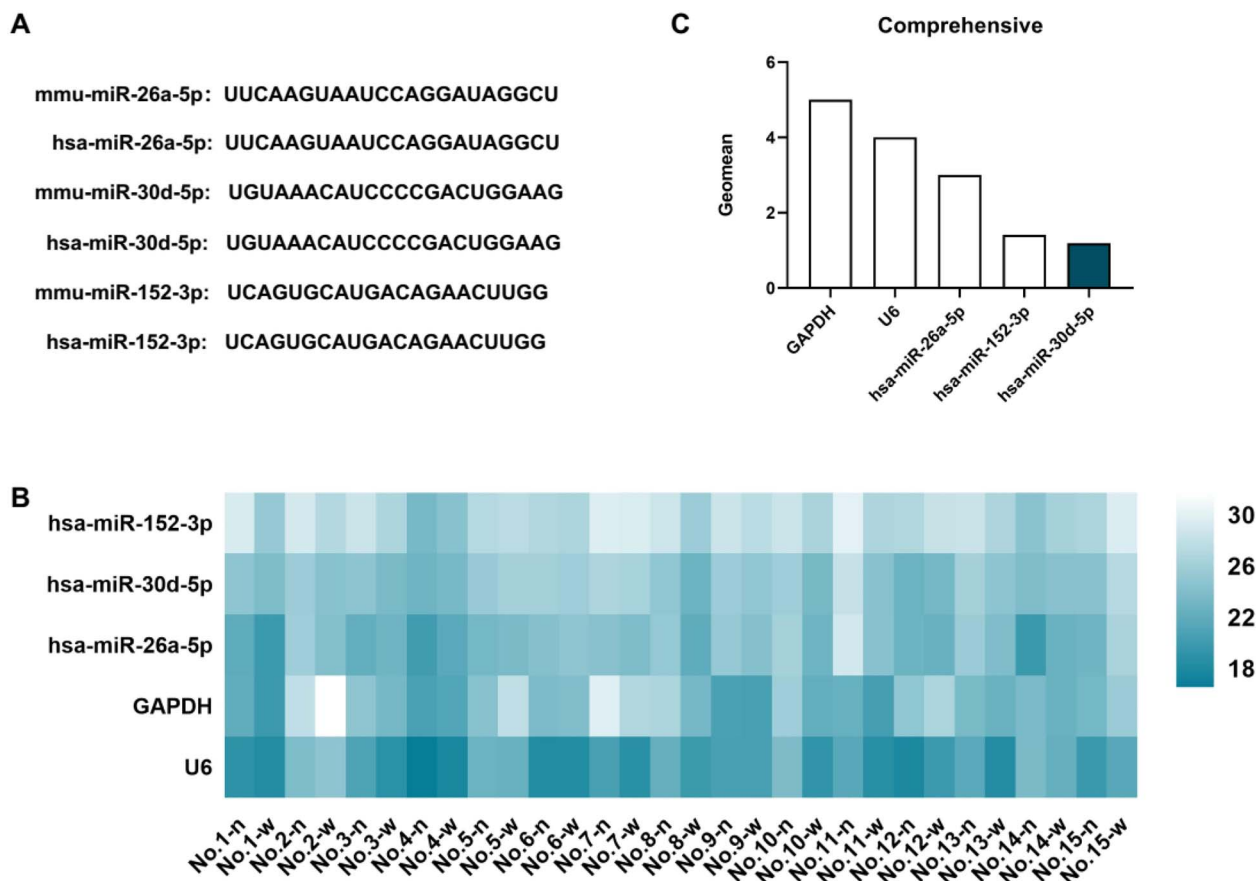 A
mmu-miR-26a-5p: UUCAAGUAAUCCAGGAUAGGCU
hsa-miR-26a-5p: UUCAAGUAAUCCAGGAUAGGCU
mmu-miR-30d-5p: UGUAAACAUCCCCGACUGGAAG
hsa-miR-30d-5p: UGUAAACAUCCCCGACUGGAAG
mmu-miR-152-3p: UCAGUGCAUGACAGAACUUGG
hsa-miR-152-3p: UCAGUGCAUGACAGAACUUGG
C
Comprehensive
Geomean
6
4
2
0
GAPDH
U6
hsa-miR-26a-5p
hsa-miR-152-3p
hsa-miR-30d-5p
B
hsa-miR-152-3p
hsa-miR-30d-5p
hsa-miR-26a-5p
GAPDH
U6
No.1-n
No.1-w
No.2-n
No.2-w
No.3-n
No.3-w
No.4-n
No.4-w
No.5-n
No.5-w
No.6-n
No.6-w
No.7-n
No.7-w
No.8-n
No.8-w
No.9-n
No.9-w
No.10-n
No.10-w
No.11-n
No.11-w
No.12-n
No.12-w
No.13-n
No.13-w
No.14-n
No.14-w
No.15-n
No.15-w
30
26
22
18